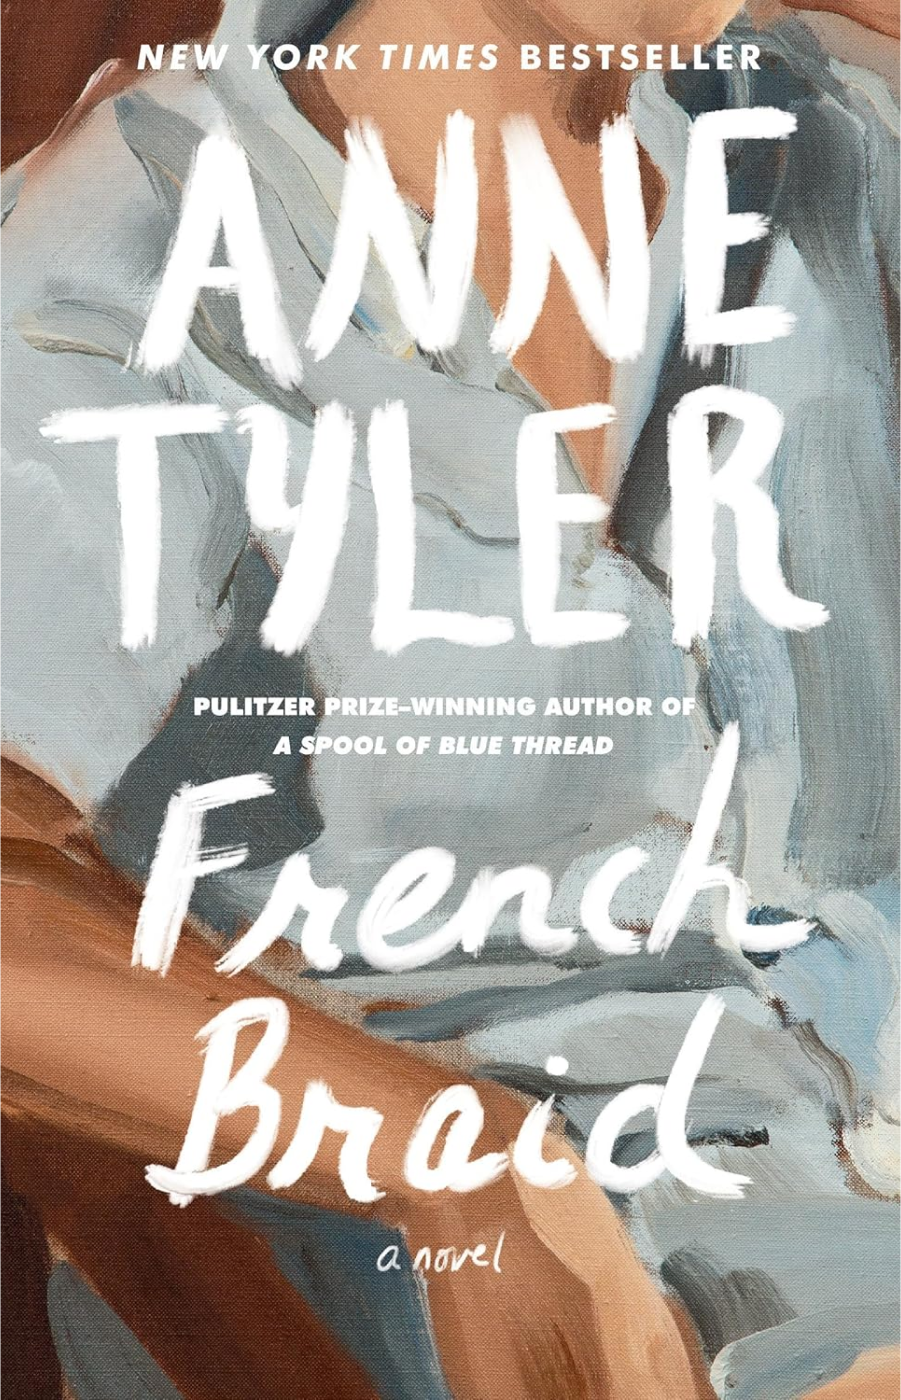 NEW YORK TIMES BESTSELLER
ANNE
TYLER
PULITZER PRIZE–WINNING AUTHOR OF
A SPOOL OF BLUE THREAD
French
Braid
a novel